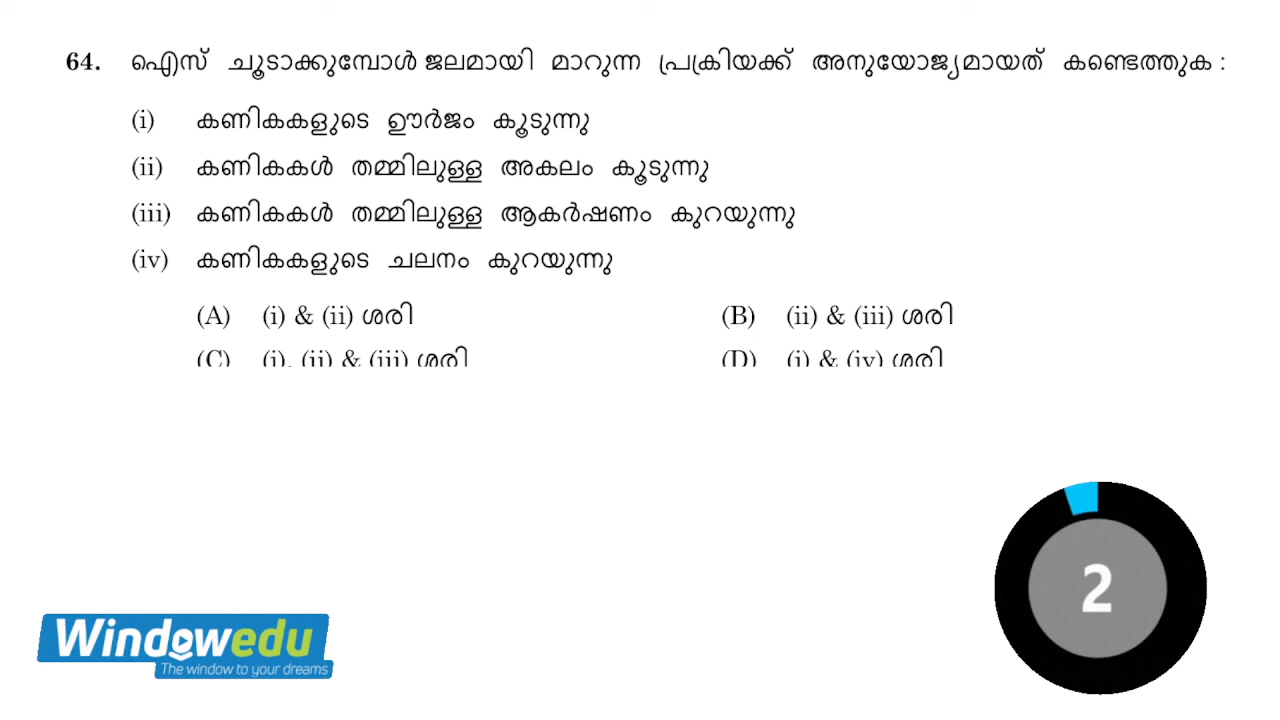 64. ഐസ് ചൂടാക്കുമ്പോൾ ജലമായി മാറുന്ന പ്രക്രിയക്ക് അനുയോജ്യമായത് കണ്ടെത്തുക :
(i) കണികകളുടെ ഊർജം കൂടുന്നു
(ii) കണികകൾ തമ്മിലുള്ള അകലം കൂടുന്നു
(iii) കണികകൾ തമ്മിലുള്ള ആകർഷണം കുറയുന്നു
(iv) കണികകളുടെ ചലനം കുറയുന്നു
(A) (i) & (ii) ശരി (B) (ii) & (iii) ശരി
(C) (i), (ii) & (iii) ശരി (D) (i) & (iv) ശരി
2
Windowedu
The window to your dreams